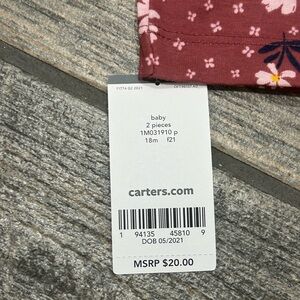 baby
2 pieces
1M031910 p
18m f21
carters.com
1 94135 45810 9
DOB 05/2021
MSRP $20.00